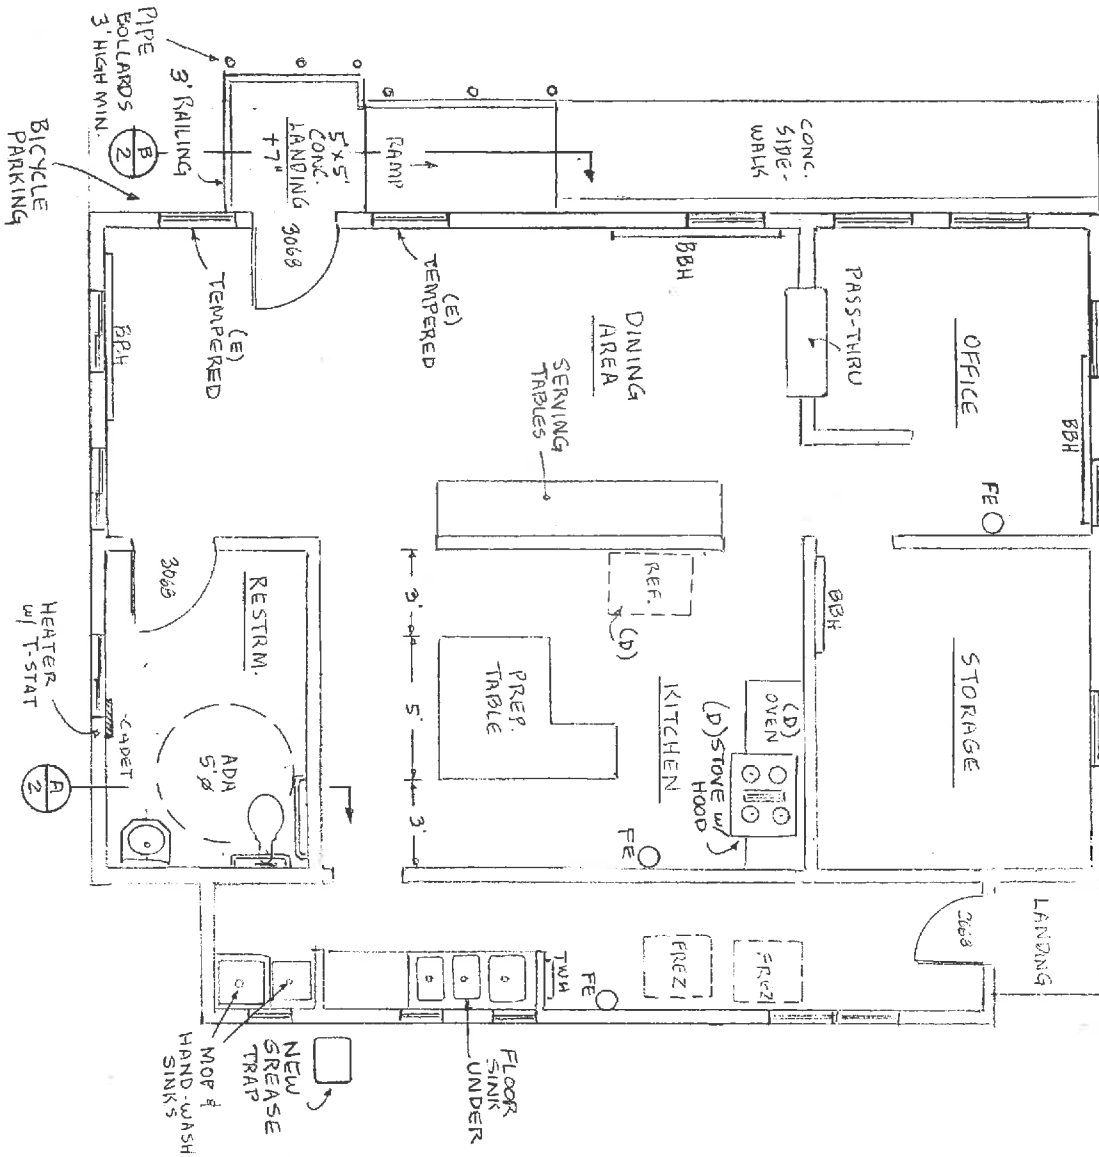 PIPE
BOLLARDS
3' HIGH MIN.
3' RAILING
B
2
BICYCLE
PARKING
5'x5'
CONC.
LANDING
+7"
RAMP
CONC.
SIDE-
WALK
3068
(E)
TEMPERED
(E)
TEMPERED
BBH
BBH
DINING
AREA
SERVING
TABLES
PASS-THRU
OFFICE
BBH
FE
3068
RESTRM.
HEATER
W/ T-STAT
CADET
ADA
5'ø
A
2
3'
5'
3'
REF.
(D)
PREP.
TABLE
KITCHEN
(D)
OVEN
(D) STOVE W/
HOOD
FE
BBH
STORAGE
LANDING
2668
FREZ
FREZ
FE
TWH
FLOOR
SINK
UNDER
NEW
GREASE
TRAP
MOP &
HAND-WASH
SINKS